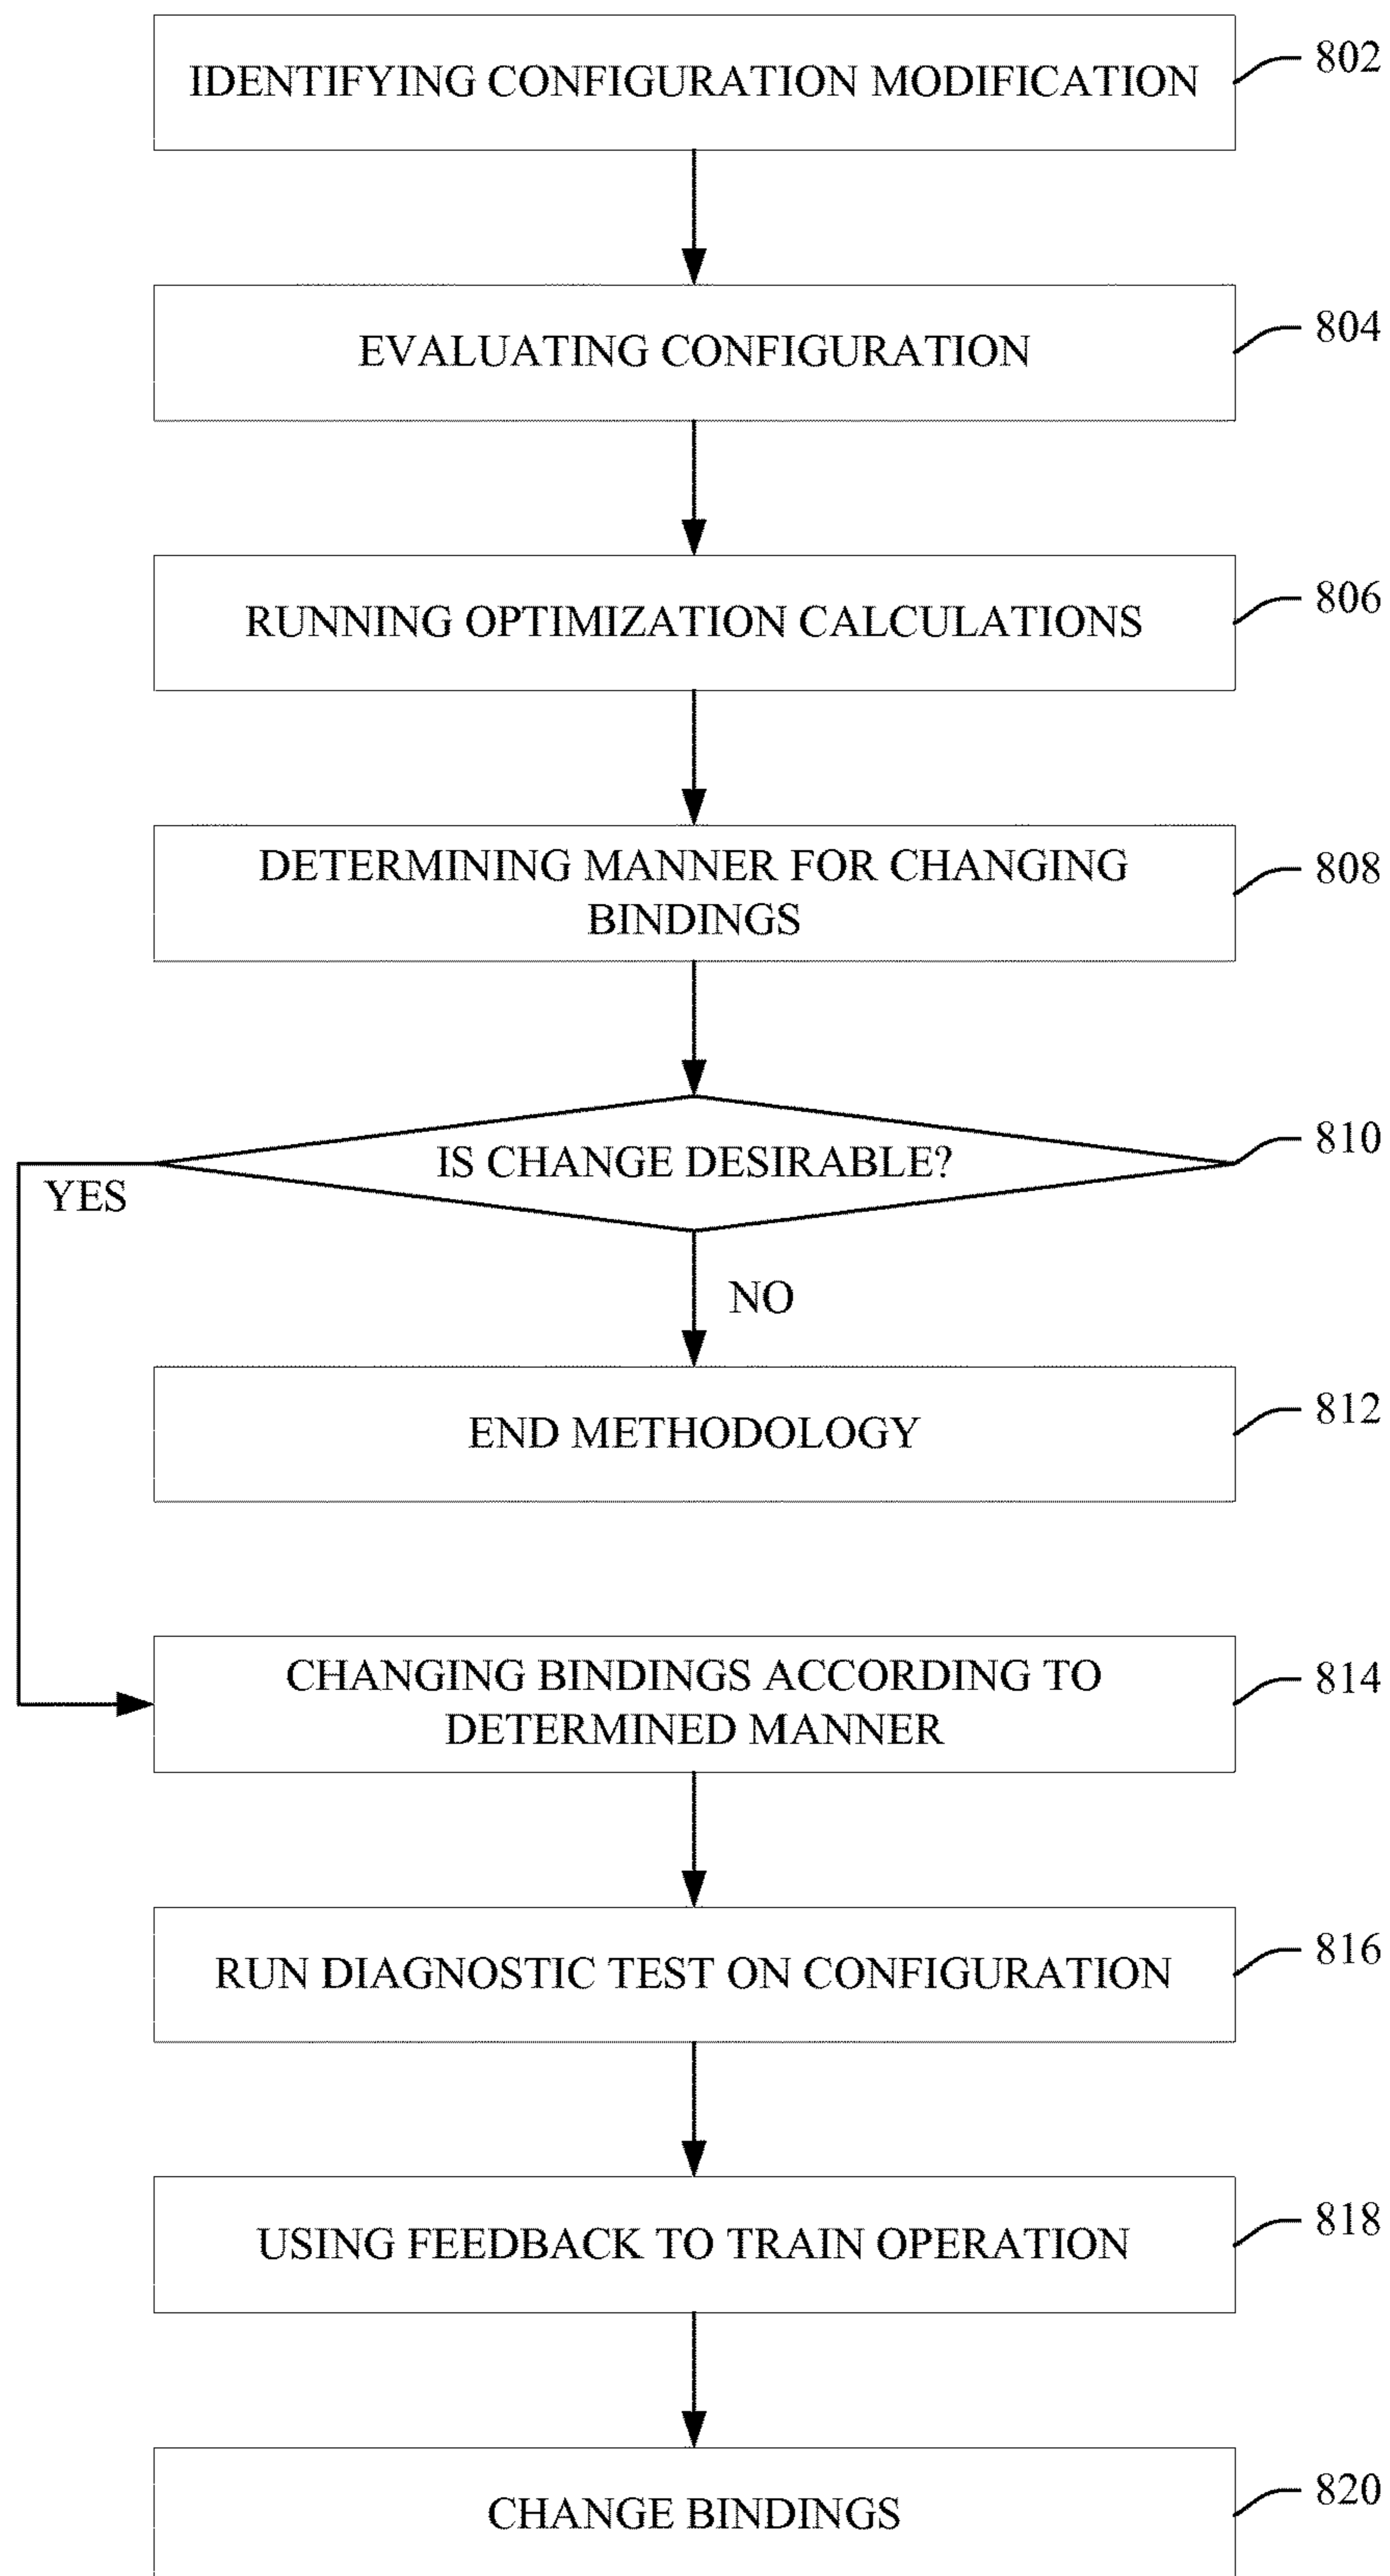 IDENTIFYING CONFIGURATION MODIFICATION
802
EVALUATING CONFIGURATION
804
RUNNING OPTIMIZATION CALCULATIONS
806
DETERMINING MANNER FOR CHANGING
BINDINGS
808
IS CHANGE DESIRABLE?
810
YES
NO
END METHODOLOGY
812
CHANGING BINDINGS ACCORDING TO
DETERMINED MANNER
814
RUN DIAGNOSTIC TEST ON CONFIGURATION
816
USING FEEDBACK TO TRAIN OPERATION
818
CHANGE BINDINGS
820